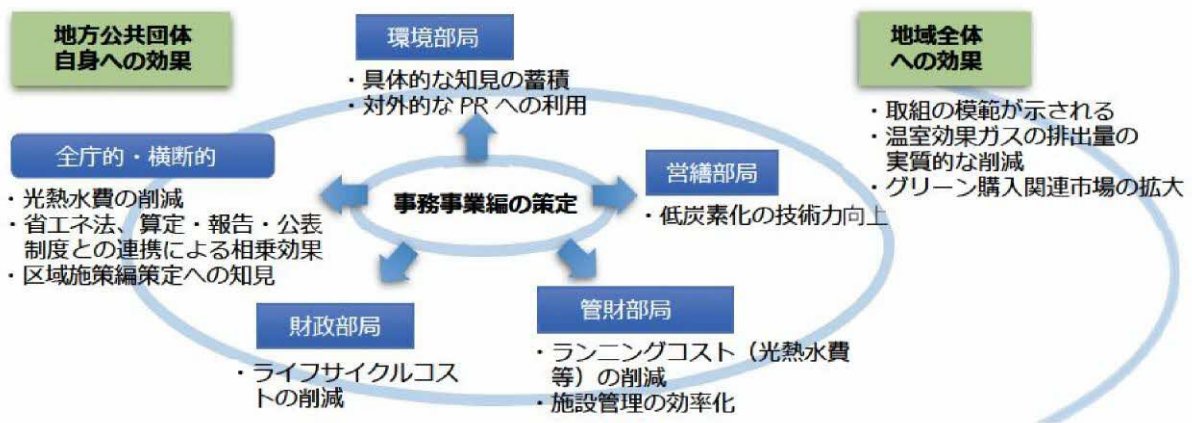 地方公共団体
自身への効果
環境部局
・具体的な知見の蓄積
・対外的な PR への利用
地域全体
への効果
・取組の模範が示される
・温室効果ガスの排出量の
実質的な削減
・グリーン購入関連市場の拡大
全庁的・横断的
・光熱水費の削減
・省エネ法、算定・報告・公表
制度との連携による相乗効果
・区域施策編策定への知見
事務事業編の策定
営繕部局
・低炭素化の技術力向上
財政部局
・ライフサイクルコス
トの削減
管財部局
・ランニングコスト（光熱水費
等）の削減
・施設管理の効率化